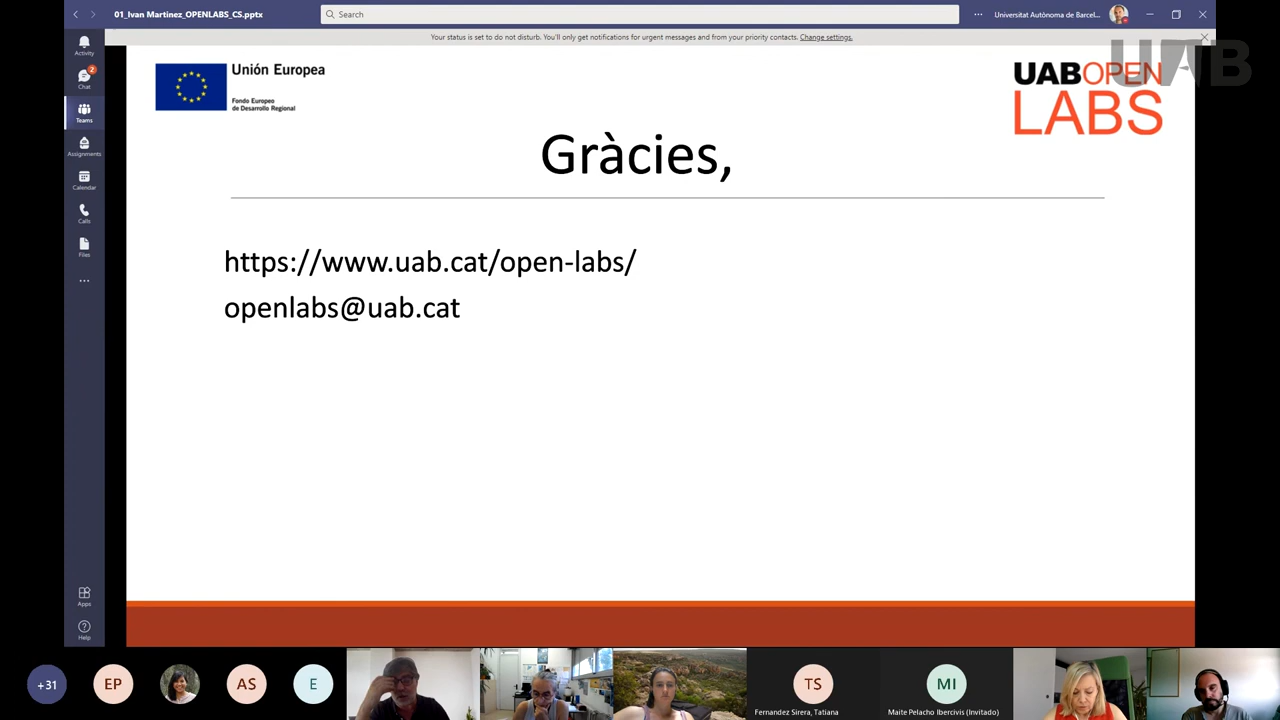 01_Ivan Martinez_OPENLABS_CS.pptx
Search
Universitat Autònoma de Barcel...
Your status is set to do not disturb. You'll only get notifications for urgent messages and from your priority contacts. Change settings.
Activity
2
Chat
Teams
Assignments
Calendar
Calls
Files
Apps
Help
Unión Europea
Fondo Europeo
de Desarrollo Regional
UAB
UABOPEN
LABS
Gràcies,
https://www.uab.cat/open-labs/
openlabs@uab.cat
+31
EP
AS
E
TS
Fernandez Sirera, Tatiana
MI
Maite Pelacho Ibercivis (Invitado)